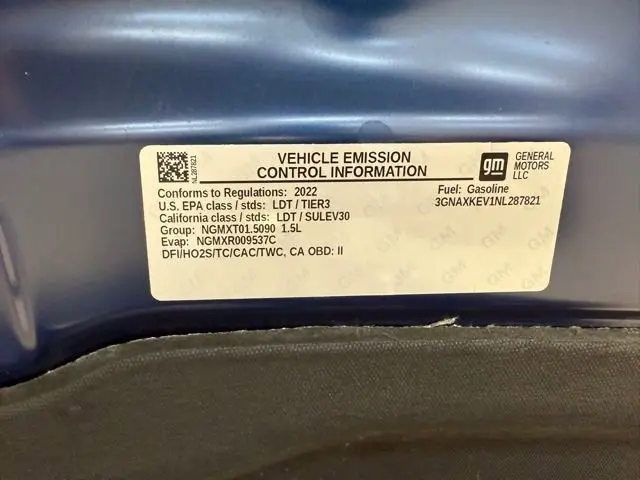 NL287821
VEHICLE EMISSION
CONTROL INFORMATION
gm
GENERAL
MOTORS
LLC
Conforms to Regulations: 2022
Fuel: Gasoline
U.S. EPA class / stds: LDT / TIER3
3GNAXKEV1NL287821
California class / stds: LDT / SULEV30
Group: NGMXT01.5090 1.5L
Evap: NGMXR009537C
DFI/HO2S/TC/CAC/TWC, CA OBD: II